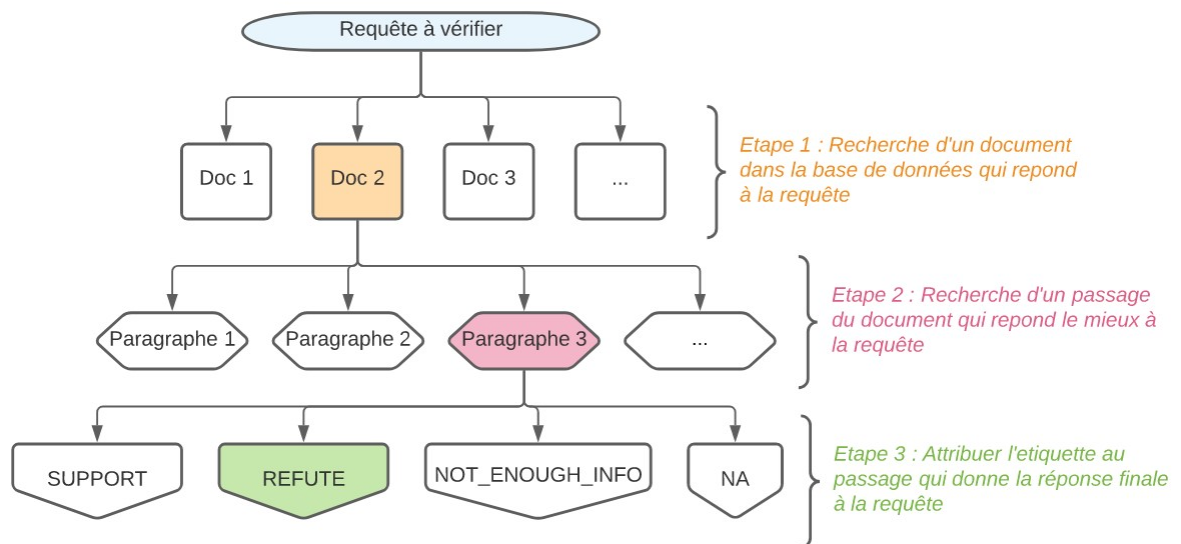 Requête à vérifier
Doc 1
Doc 2
Doc 3
...
Etape 1 : Recherche d'un document
dans la base de données qui repond
à la requête
Paragraphe 1
Paragraphe 2
Paragraphe 3
...
Etape 2 : Recherche d'un passage
du document qui repond le mieux à
la requête
SUPPORT
REFUTE
NOT_ENOUGH_INFO
NA
Etape 3 : Attribuer l'etiquette au
passage qui donne la réponse finale
à la requête